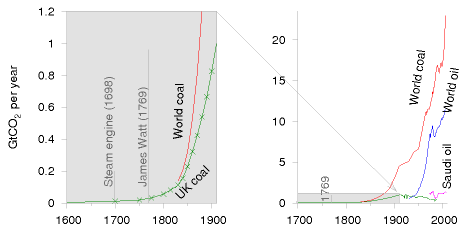 GtCO2 per year
1.2
1
0.8
0.6
0.4
0.2
0
1600
1700
1800
1900
Steam engine (1698)
James Watt (1769)
World coal
UK coal
20
15
10
5
0
1700
1800
1900
2000
1769
World coal
World oil
Saudi oil